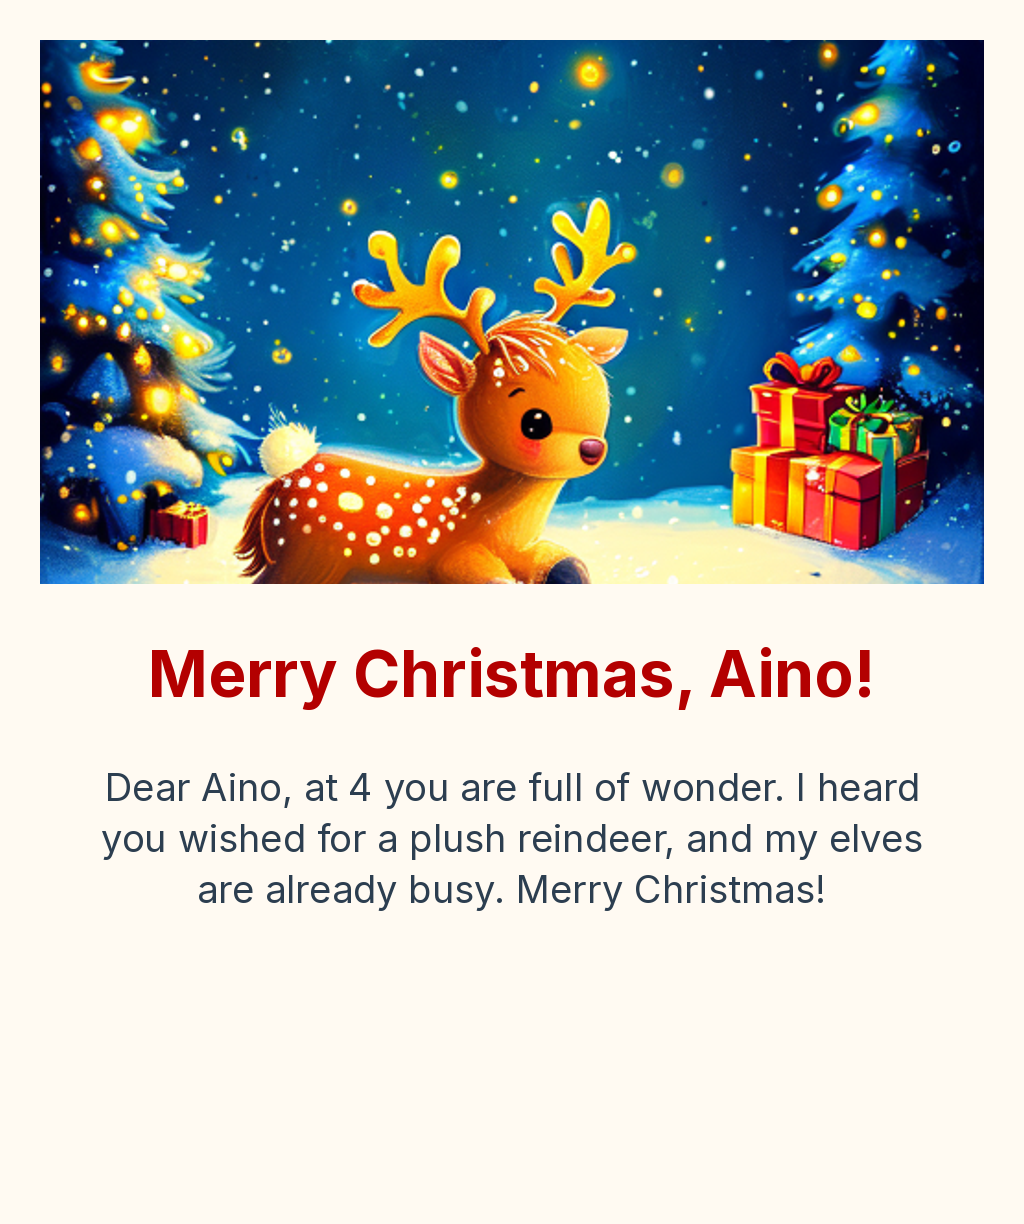 Merry Christmas, Aino!
Dear Aino, at 4 you are full of wonder. I heard
you wished for a plush reindeer, and my elves
are already busy. Merry Christmas!